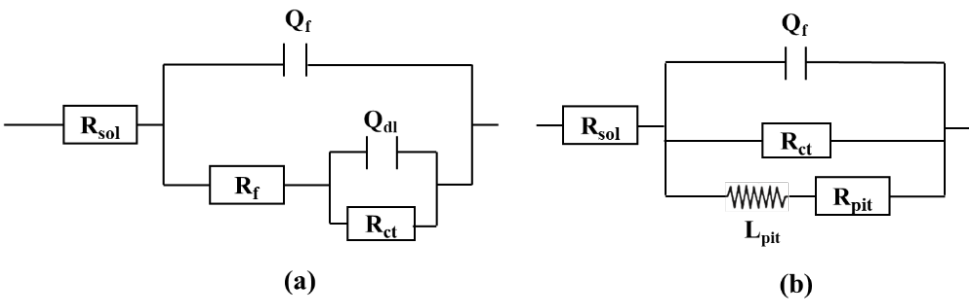 Q_f
R_sol
Q_dl
R_f
R_ct
(a)
Q_f
R_sol
R_ct
R_pit
L_pit
(b)